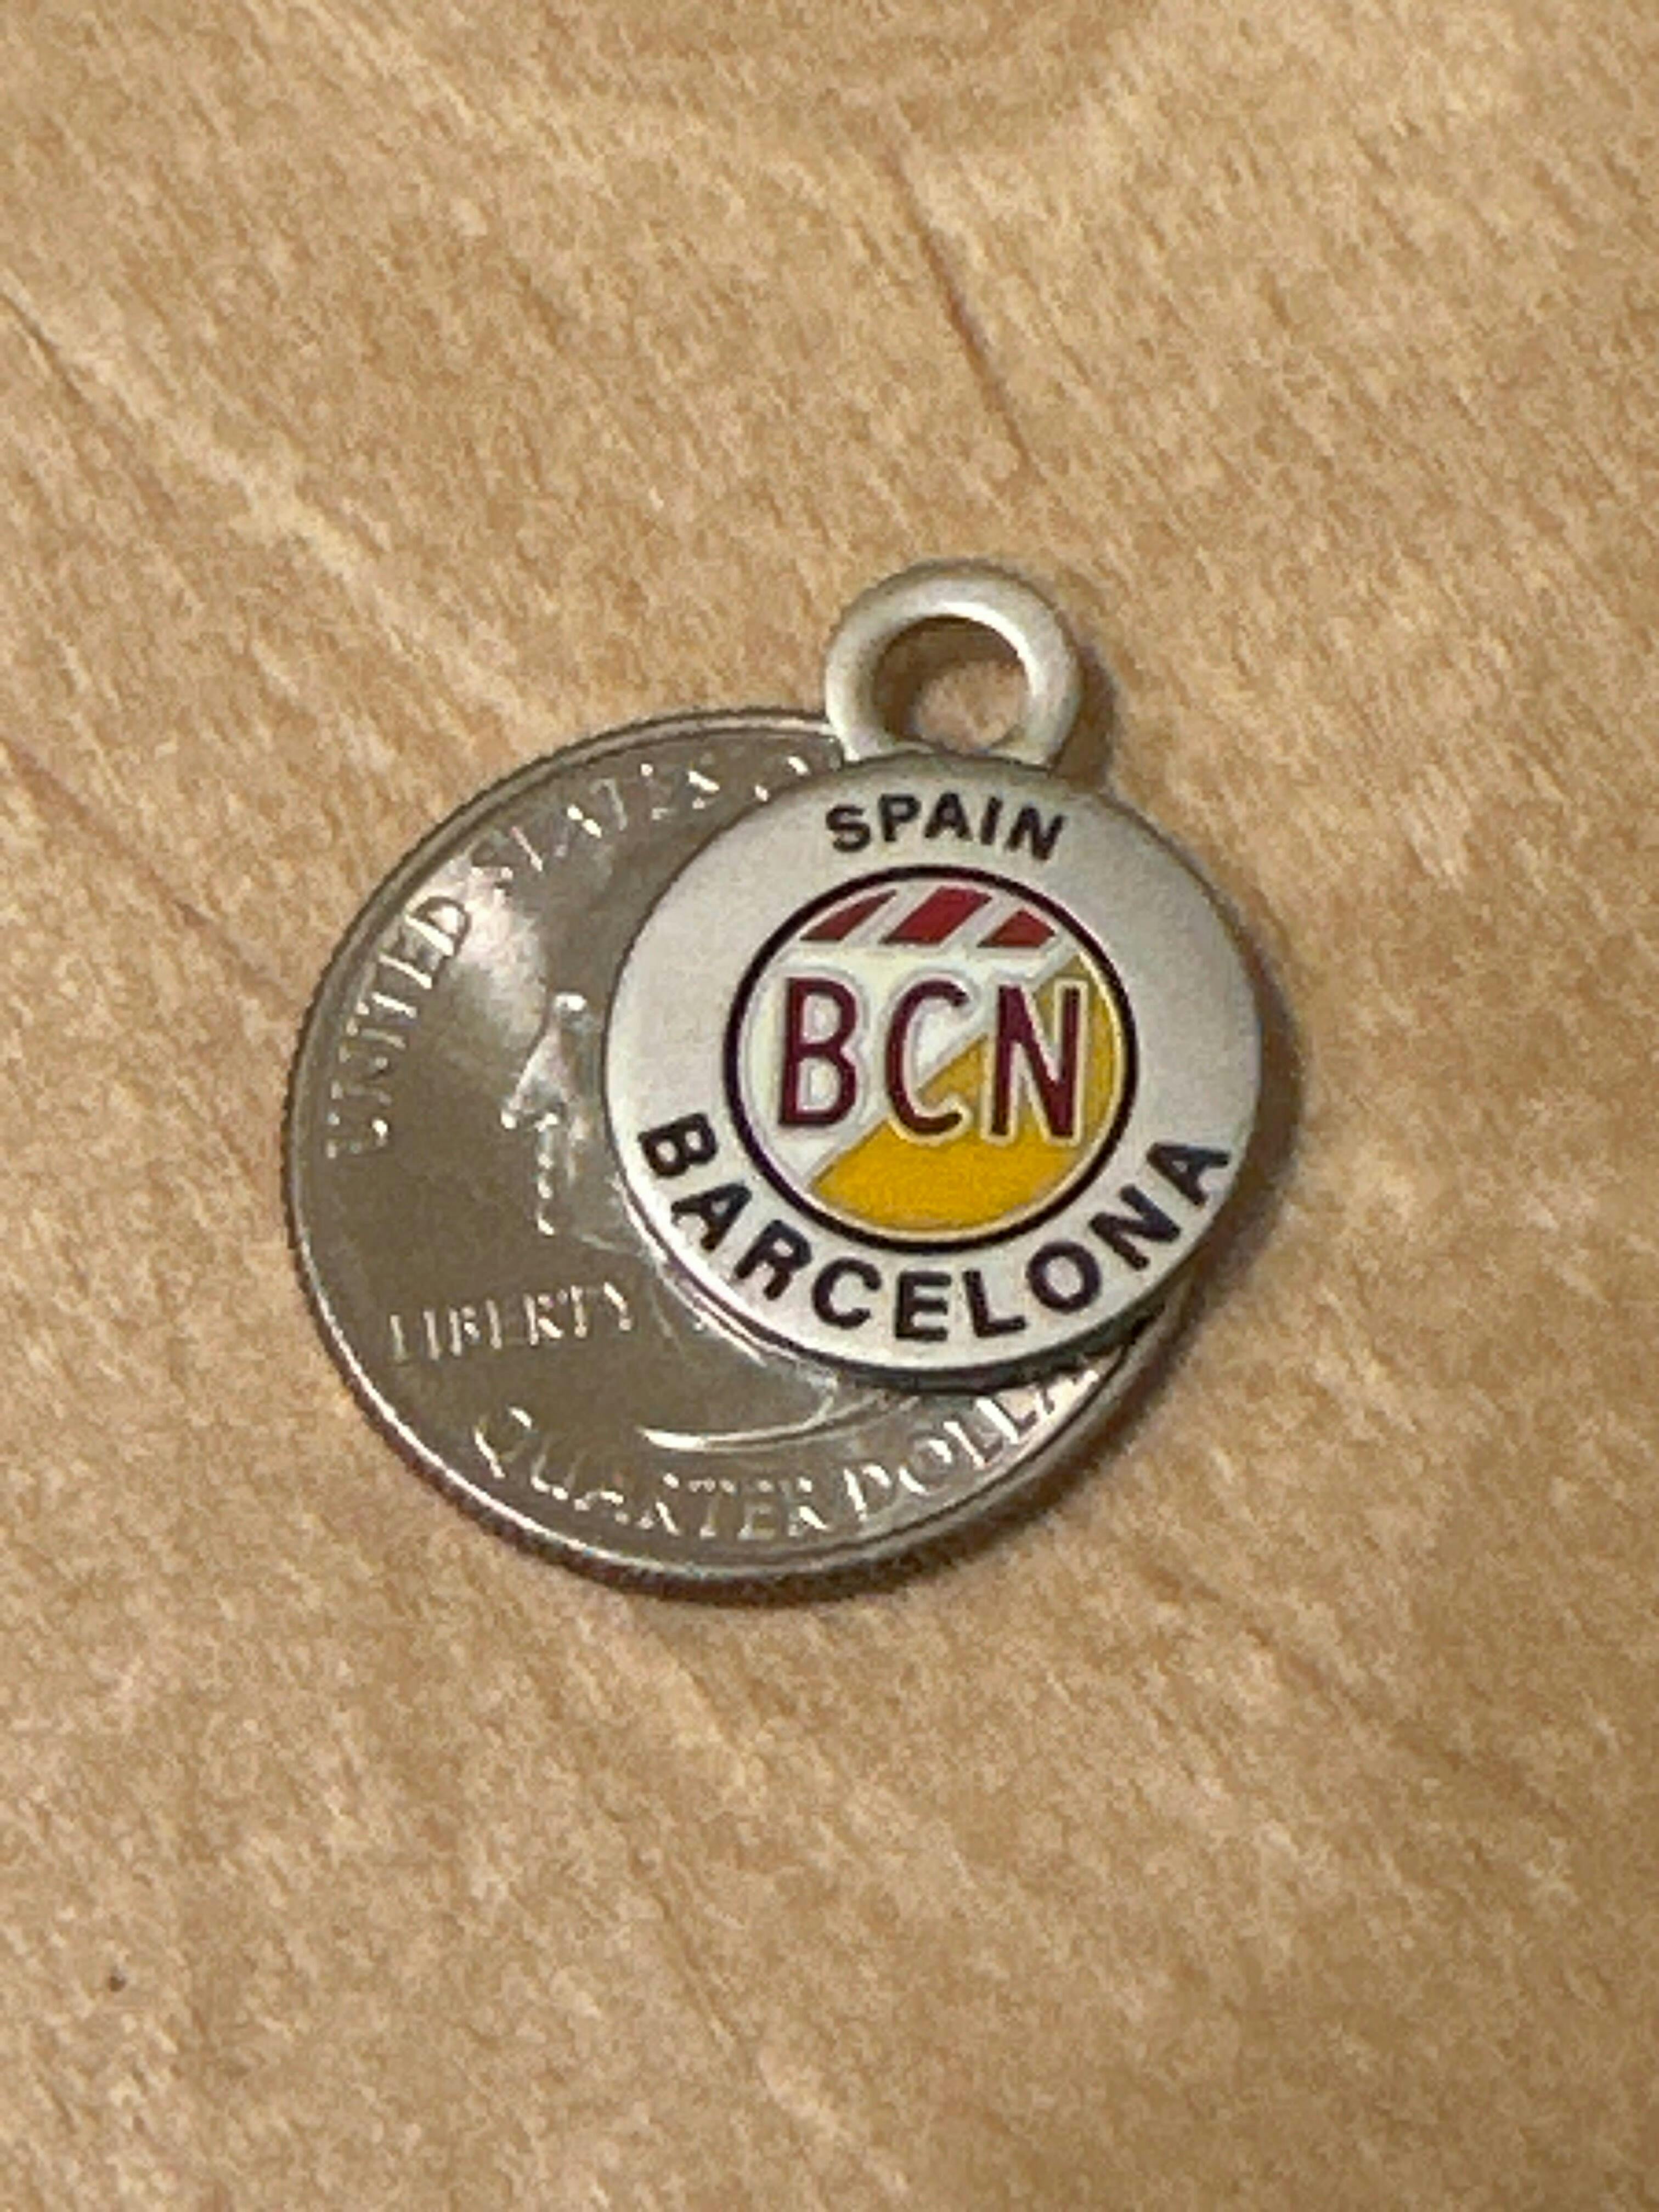 SPAIN
BCN
BARCELONA
UNITED STATES
LIBERTY
QUARTER DOLLA